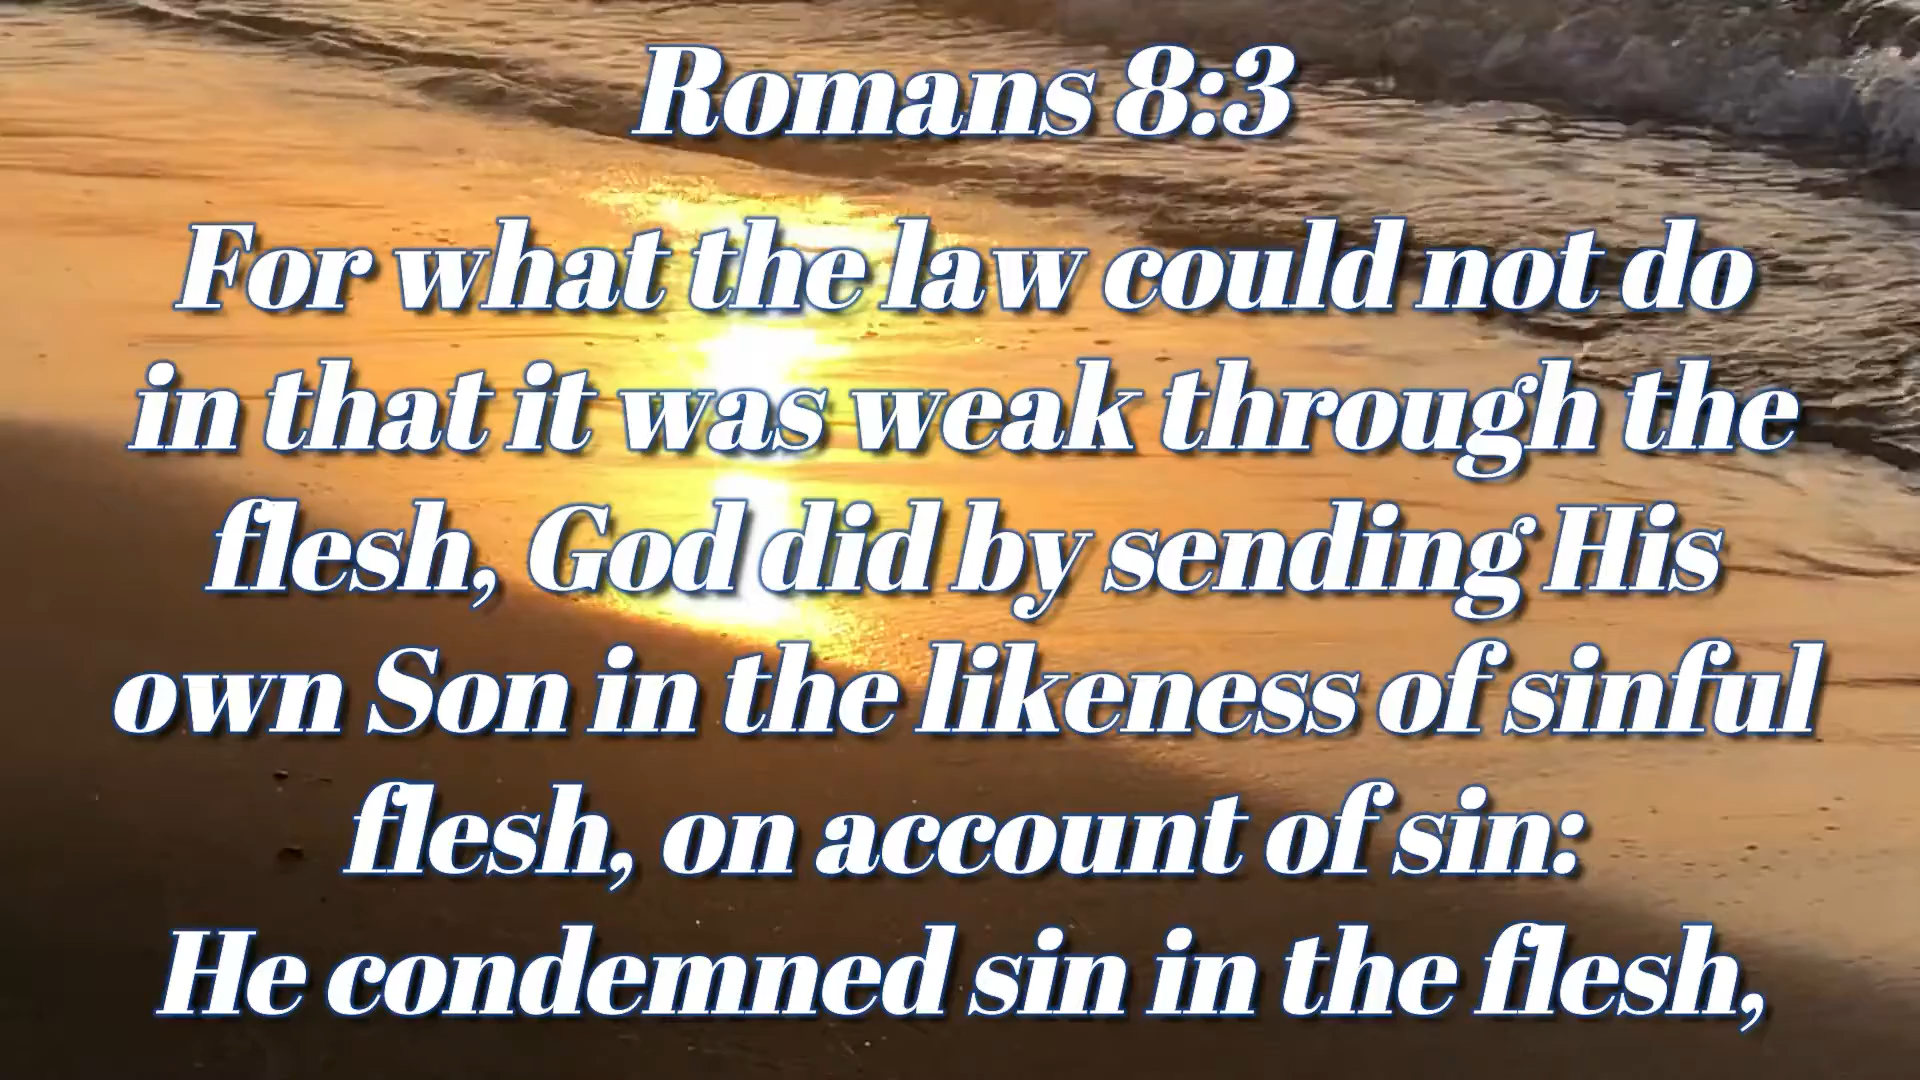 Romans 8:3
For what the law could not do
in that it was weak through the
flesh, God did by sending His
own Son in the likeness of sinful
flesh, on account of sin:
He condemned sin in the flesh,